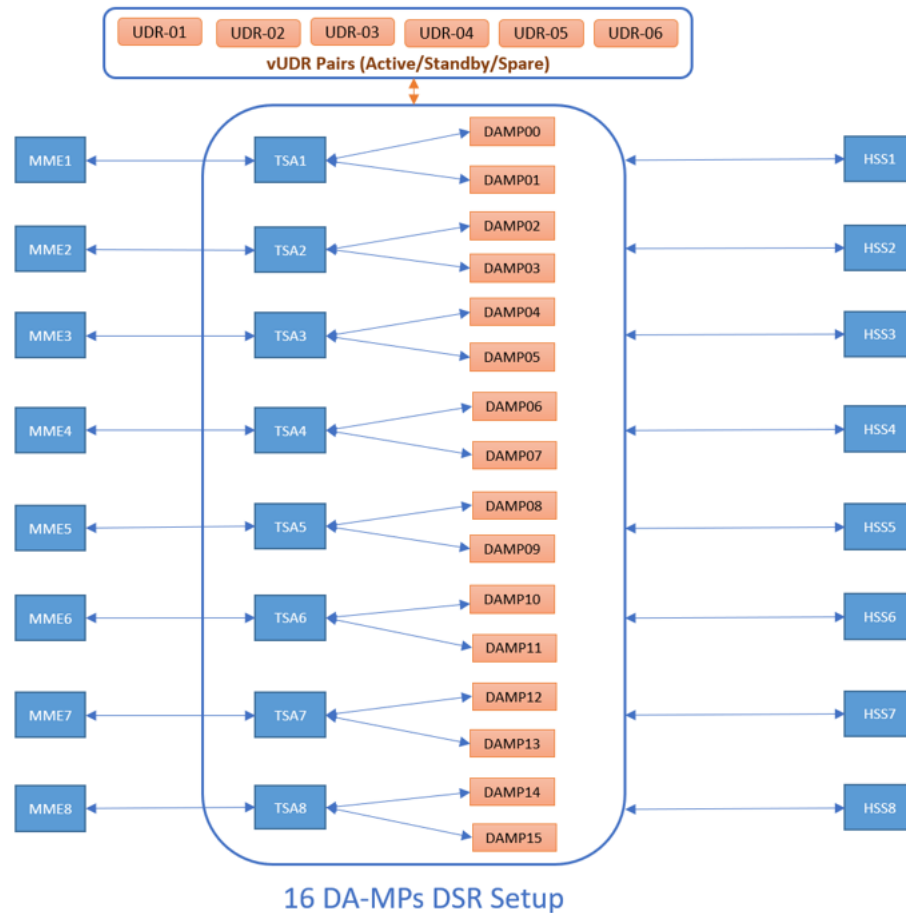 UDR-01 UDR-02 UDR-03 UDR-04 UDR-05 UDR-06
vUDR Pairs (Active/Standby/Spare)
DAMP00
MME1 TSA1 HSS1
DAMP01
DAMP02
MME2 TSA2 HSS2
DAMP03
DAMP04
MME3 TSA3 HSS3
DAMP05
DAMP06
MME4 TSA4 HSS4
DAMP07
DAMP08
MME5 TSA5 HSS5
DAMP09
DAMP10
MME6 TSA6 HSS6
DAMP11
DAMP12
MME7 TSA7 HSS7
DAMP13
DAMP14
MME8 TSA8 HSS8
DAMP15
16 DA-MPs DSR Setup